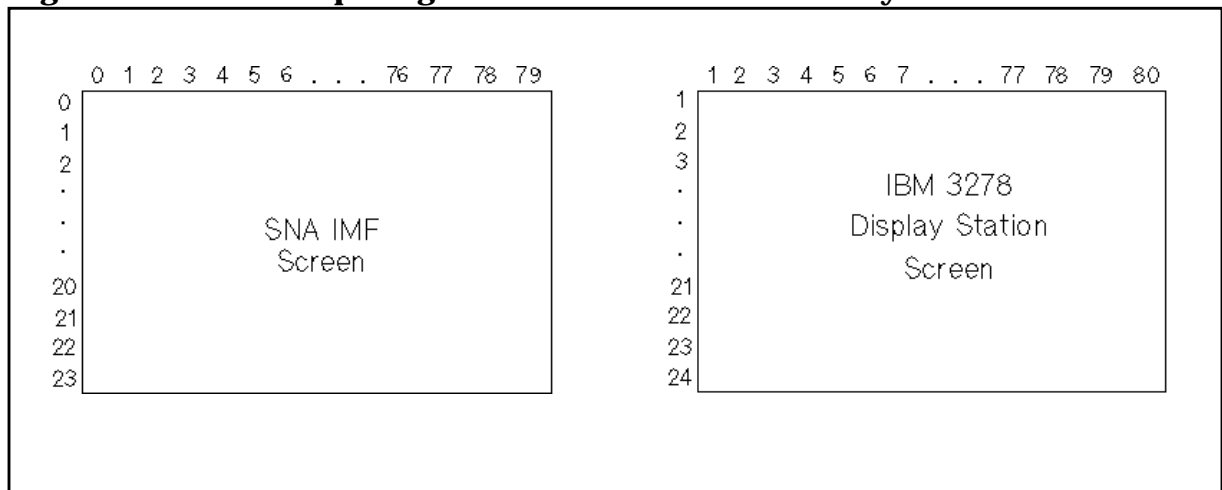 0 1 2 3 4 5 6 . . . 76 77 78 79
0
1
2
.
.
.
20
21
22
23
SNA IMF
Screen
1 2 3 4 5 6 7 . . . 77 78 79 80
1
2
3
.
.
.
21
22
23
24
IBM 3278
Display Station
Screen